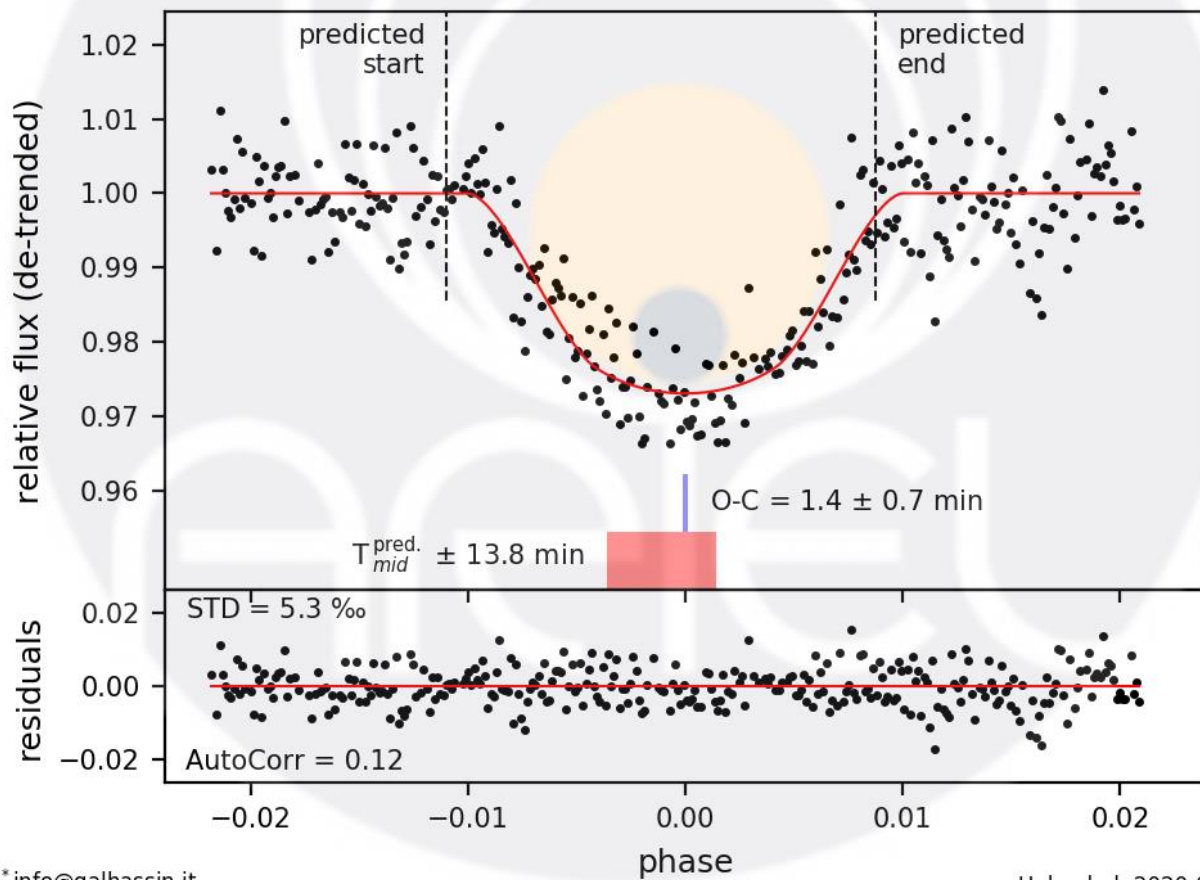 relative flux (de-trended)
1.02
1.01
1.00
0.99
0.98
0.97
0.96
predicted
start
predicted
end
O-C = 1.4 ± 0.7 min
T_mid^pred. ± 13.8 min
residuals
0.02
0.00
−0.02
STD = 5.3 ‰
AutoCorr = 0.12
−0.02
−0.01
0.00
0.01
0.02
phase
ariel